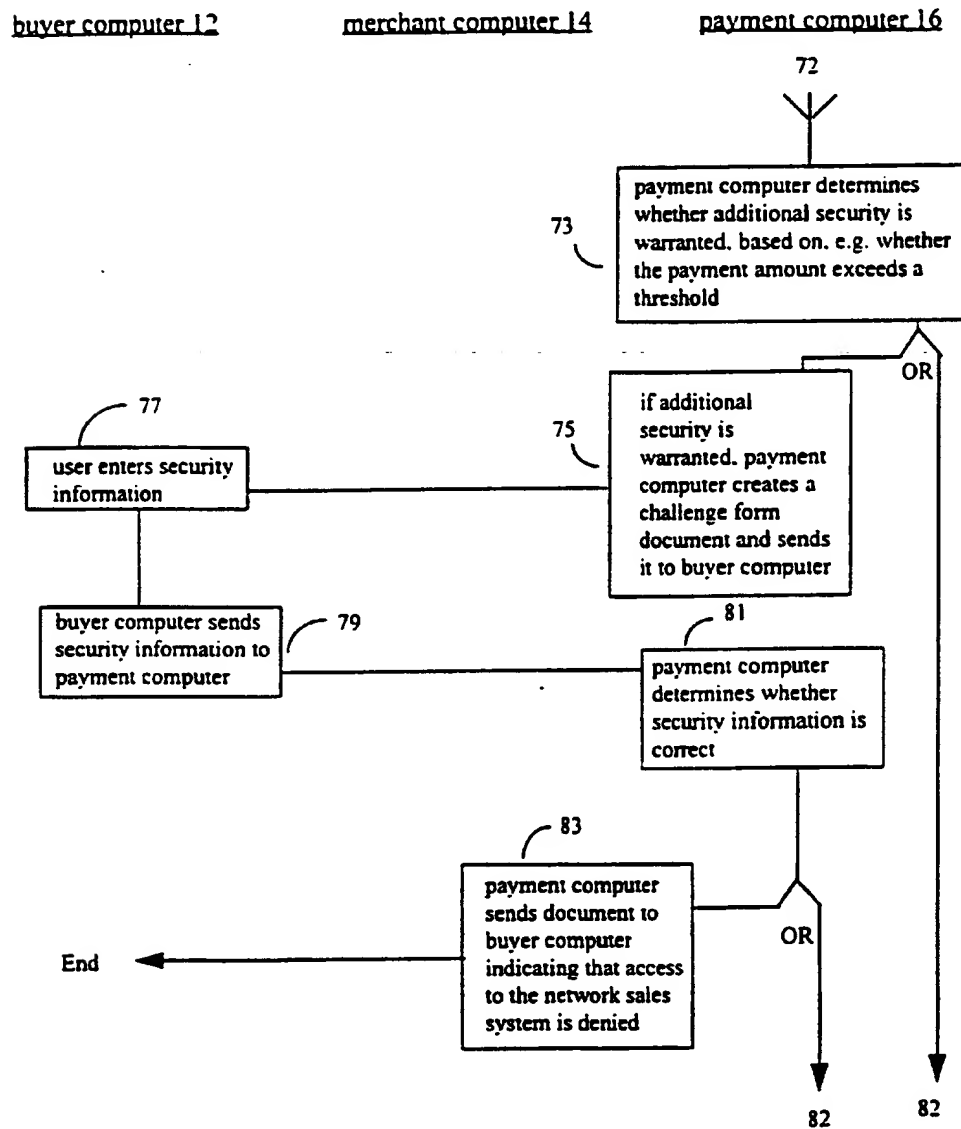 buyer computer 12 merchant computer 14 payment computer 16
72
payment computer determines
whether additional security is
warranted, based on, e.g. whether
the payment amount exceeds a
threshold
73
OR
if additional
security is
warranted, payment
computer creates a
challenge form
document and sends
it to buyer computer
75
77
user enters security
information
buyer computer sends
security information to
payment computer
79
81
payment computer
determines whether
security information is
correct
83
payment computer
sends document to
buyer computer
indicating that access
to the network sales
system is denied
OR
End
82
82